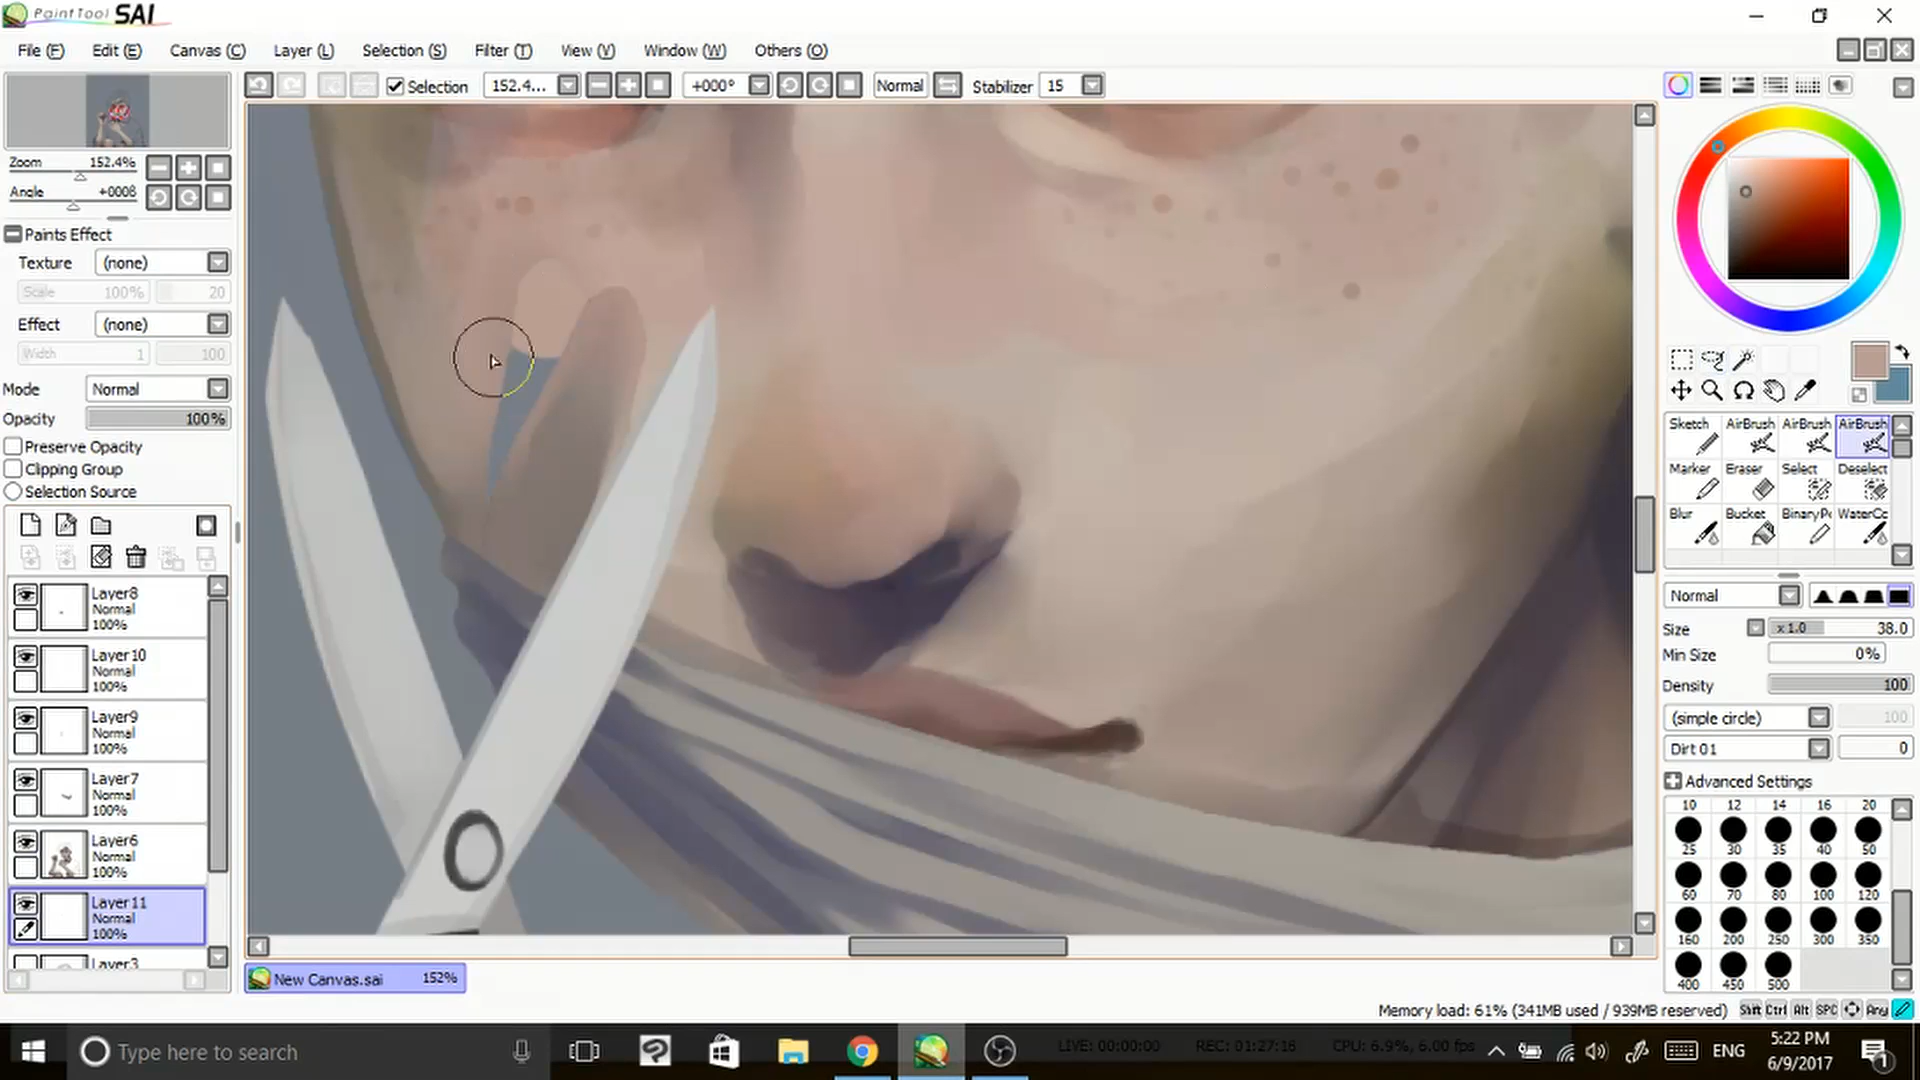 PaintTool SAI
File (F) Edit (E) Canvas (C) Layer (L) Selection (S) Filter (T) View (V) Window (W) Others (O)
Selection 152.4... +000° Normal Stabilizer 15
Zoom 152.4%
Angle +000ß
Paints Effect
Texture (none)
Scale 100% 20
Effect (none)
Width 1 100
Mode Normal
Opacity 100%
Preserve Opacity
Clipping Group
Selection Source
Layer8
Normal
100%
Layer10
Normal
100%
Layer9
Normal
100%
Layer7
Normal
100%
Layer6
Normal
100%
Layer11
Normal
100%
Layer3
New Canvas.sai 152%
Sketch AirBrush AirBrush AirBrush
Marker Eraser Select Deselect
Blur Bucket BinaryPe WaterCc
Normal
Size x 1.0 38.0
Min Size 0%
Density 100
(simple circle) 100
Dirt 01 0
Advanced Settings
10 12 14 16 20
25 30 35 40 50
60 70 80 100 120
160 200 250 300 350
400 450 500
Memory load: 61% (341MB used / 939MB reserved) Shift Ctrl Alt SPC Any
Type here to search
LIVE: 00:00:00 REC: 01:27:16 CPU: 6.9%, 6.00 fps
ENG
5:22 PM
6/9/2017
1